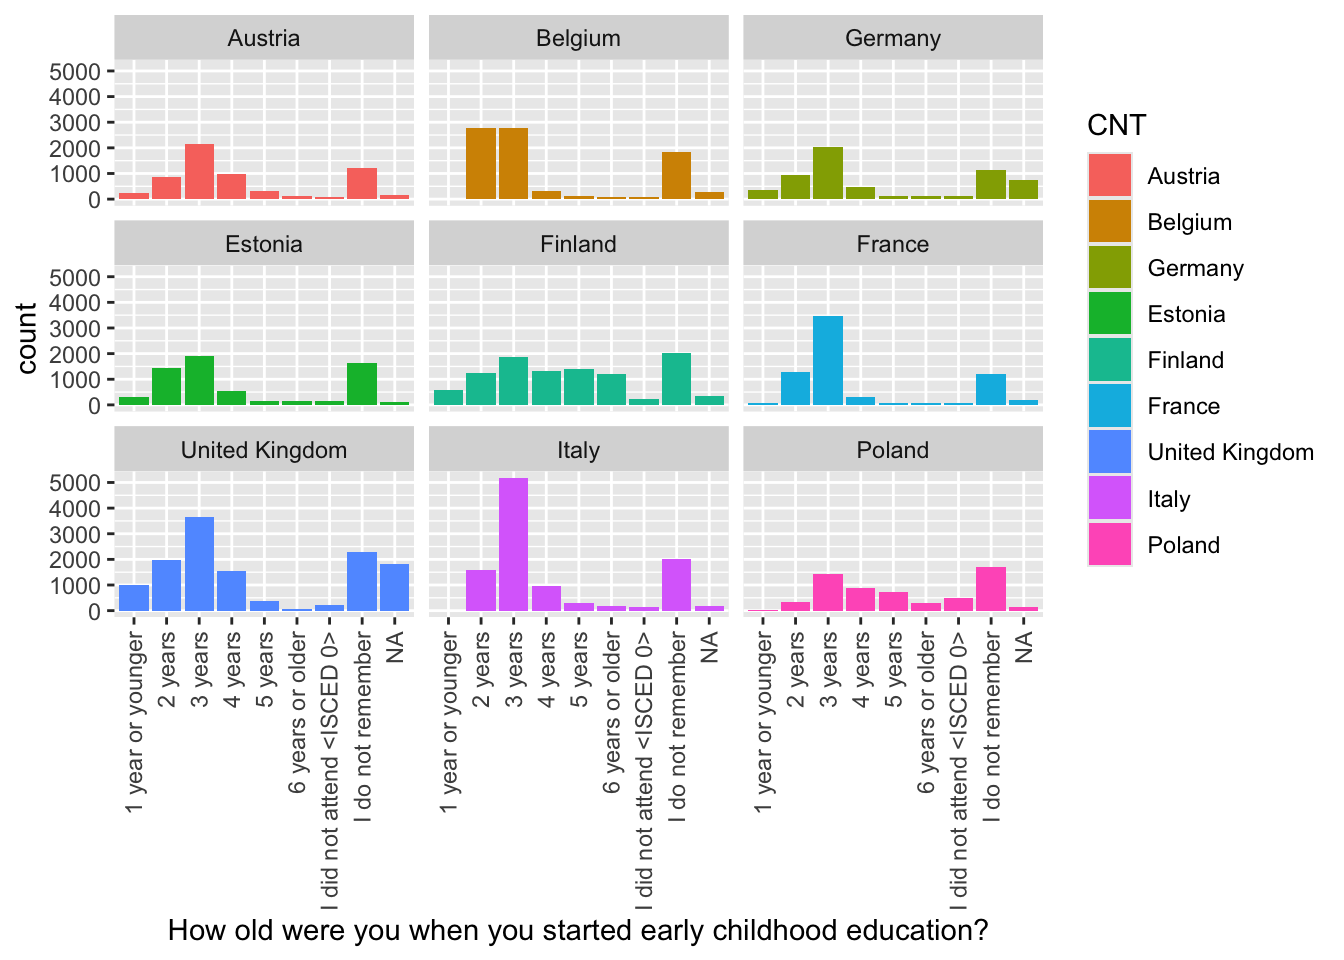 Austria
Belgium
Germany
5000
4000
3000
2000
1000
0
Estonia
Finland
France
5000
4000
3000
2000
1000
0
United Kingdom
Italy
Poland
5000
4000
3000
2000
1000
0
count
1 year or younger
2 years
3 years
4 years
5 years
6 years or older
I did not attend <ISCED 0>
I do not remember
NA
1 year or younger
2 years
3 years
4 years
5 years
6 years or older
I did not attend <ISCED 0>
I do not remember
NA
1 year or younger
2 years
3 years
4 years
5 years
6 years or older
I did not attend <ISCED 0>
I do not remember
NA
How old were you when you started early childhood education?
CNT
Austria
Belgium
Germany
Estonia
Finland
France
United Kingdom
Italy
Poland